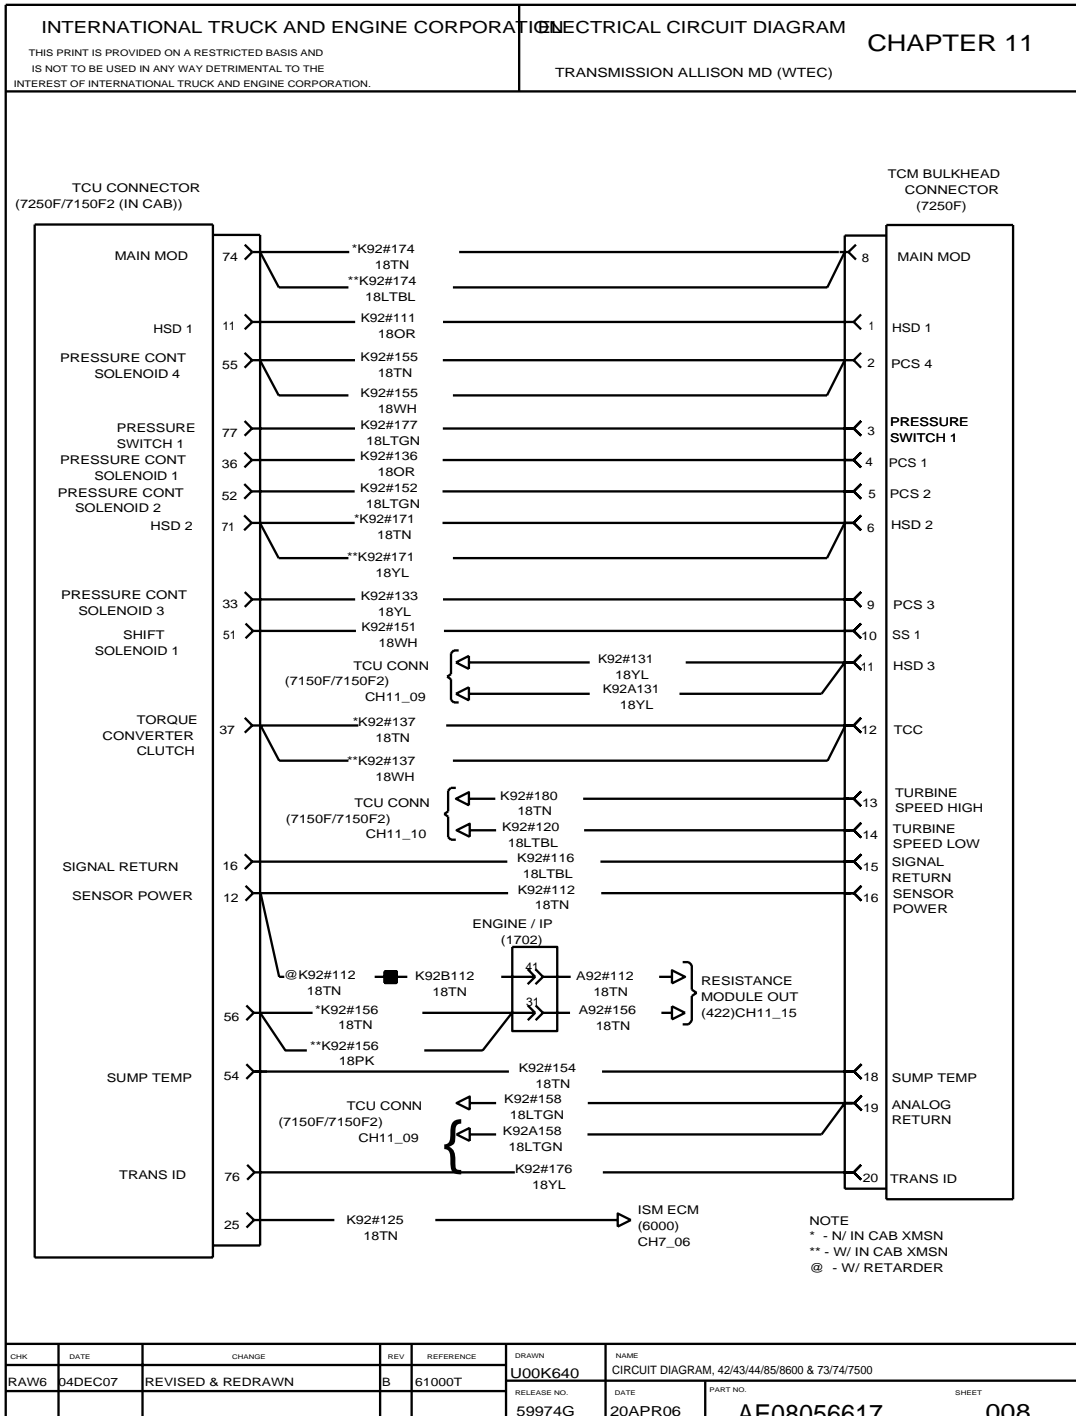 INTERNATIONAL TRUCK AND ENGINE CORPORATION
THIS PRINT IS PROVIDED ON A RESTRICTED BASIS AND
IS NOT TO BE USED IN ANY WAY DETRIMENTAL TO THE
INTEREST OF INTERNATIONAL TRUCK AND ENGINE CORPORATION.
ELECTRICAL CIRCUIT DIAGRAM
TRANSMISSION ALLISON MD (WTEC)
CHAPTER 11
TCU CONNECTOR
(7250F/7150F2 (IN CAB))
TCM BULKHEAD
CONNECTOR
(7250F)
MAIN MOD 74 *K92#174 8 MAIN MOD
18TN
**K92#174
18LTBL
HSD 1 11 K92#111 1 HSD 1
18OR
PRESSURE CONT
SOLENOID 4
55 K92#155 2 PCS 4
18TN
K92#155
18WH
PRESSURE
SWITCH 1
77 K92#177 3 PRESSURE
SWITCH 1
18LTGN
PRESSURE CONT
SOLENOID 1
36 K92#136 4 PCS 1
18OR
PRESSURE CONT
SOLENOID 2
52 K92#152 5 PCS 2
18LTGN
HSD 2 71 *K92#171 6 HSD 2
18TN
**K92#171
18YL
PRESSURE CONT
SOLENOID 3
33 K92#133 9 PCS 3
18YL
SHIFT
SOLENOID 1
51 K92#151 10 SS 1
18WH
TCU CONN
(7150F/7150F2)
CH11_09
K92#131 11 HSD 3
18YL
K92A131
18YL
TORQUE
CONVERTER
CLUTCH
37 *K92#137 12 TCC
18TN
**K92#137
18WH
TCU CONN
(7150F/7150F2)
CH11_10
K92#180 13 TURBINE
SPEED HIGH
18TN
K92#120 14 TURBINE
SPEED LOW
18LTBL
SIGNAL RETURN 16 K92#116 15 SIGNAL
RETURN
18LTBL
SENSOR POWER 12 K92#112 16 SENSOR
POWER
18TN
ENGINE / IP
(1702)
@K92#112 K92B112 41 A92#112
18TN 18TN 18TN
RESISTANCE
MODULE OUT
(422)CH11_15
56 *K92#156 31 A92#156
18TN 18TN
**K92#156
18PK
SUMP TEMP 54 K92#154 18 SUMP TEMP
18TN
TCU CONN
(7150F/7150F2)
CH11_09
K92#158 19 ANALOG
RETURN
18LTGN
K92A158
18LTGN
TRANS ID 76 K92#176 20 TRANS ID
18YL
25 K92#125
18TN
ISM ECM
(6000)
CH7_06
NOTE
* - N/ IN CAB XMSN
** - W/ IN CAB XMSN
@ - W/ RETARDER
CHK DATE CHANGE REV REFERENCE DRAWN NAME
RAW6 04DEC07 REVISED & REDRAWN B 61000T U00K640 CIRCUIT DIAGRAM, 42/43/44/85/8600 & 73/74/7500
RELEASE NO. DATE PART NO. SHEET
59974G 20APR06 AE08056617 008